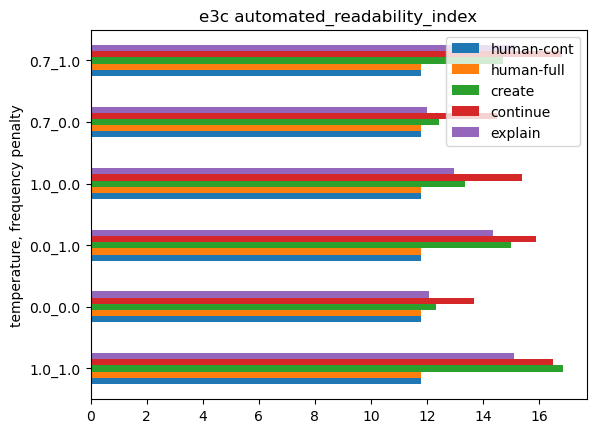 e3c automated_readability_index
human-cont
human-full
create
continue
explain
temperature, frequency penalty
0.7_1.0
0.7_0.0
1.0_0.0
0.0_1.0
0.0_0.0
1.0_1.0
0 2 4 6 8 10 12 14 16